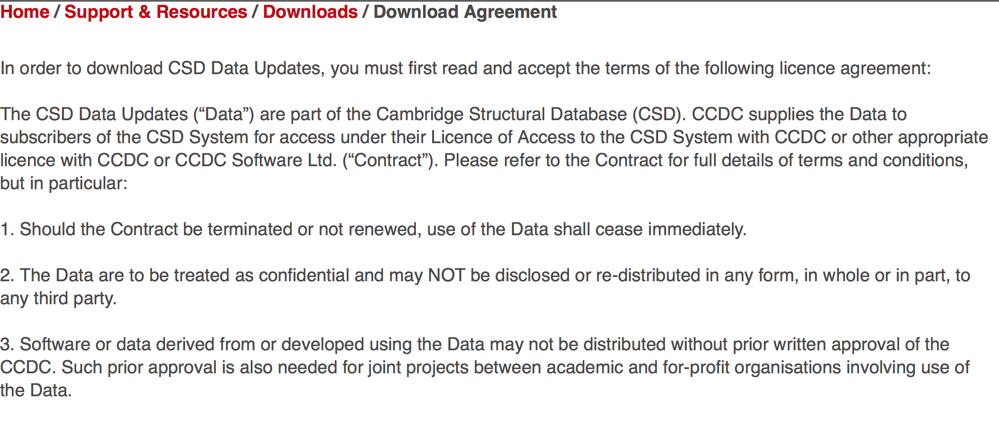 Home / Support & Resources / Downloads / Download Agreement
In order to download CSD Data Updates, you must first read and accept the terms of the following licence agreement:
The CSD Data Updates (“Data”) are part of the Cambridge Structural Database (CSD). CCDC supplies the Data to
subscribers of the CSD System for access under their Licence of Access to the CSD System with CCDC or other appropriate
licence with CCDC or CCDC Software Ltd. (“Contract”). Please refer to the Contract for full details of terms and conditions,
but in particular:
1. Should the Contract be terminated or not renewed, use of the Data shall cease immediately.
2. The Data are to be treated as confidential and may NOT be disclosed or re-distributed in any form, in whole or in part, to
any third party.
3. Software or data derived from or developed using the Data may not be distributed without prior written approval of the
CCDC. Such prior approval is also needed for joint projects between academic and for-profit organisations involving use of
the Data.